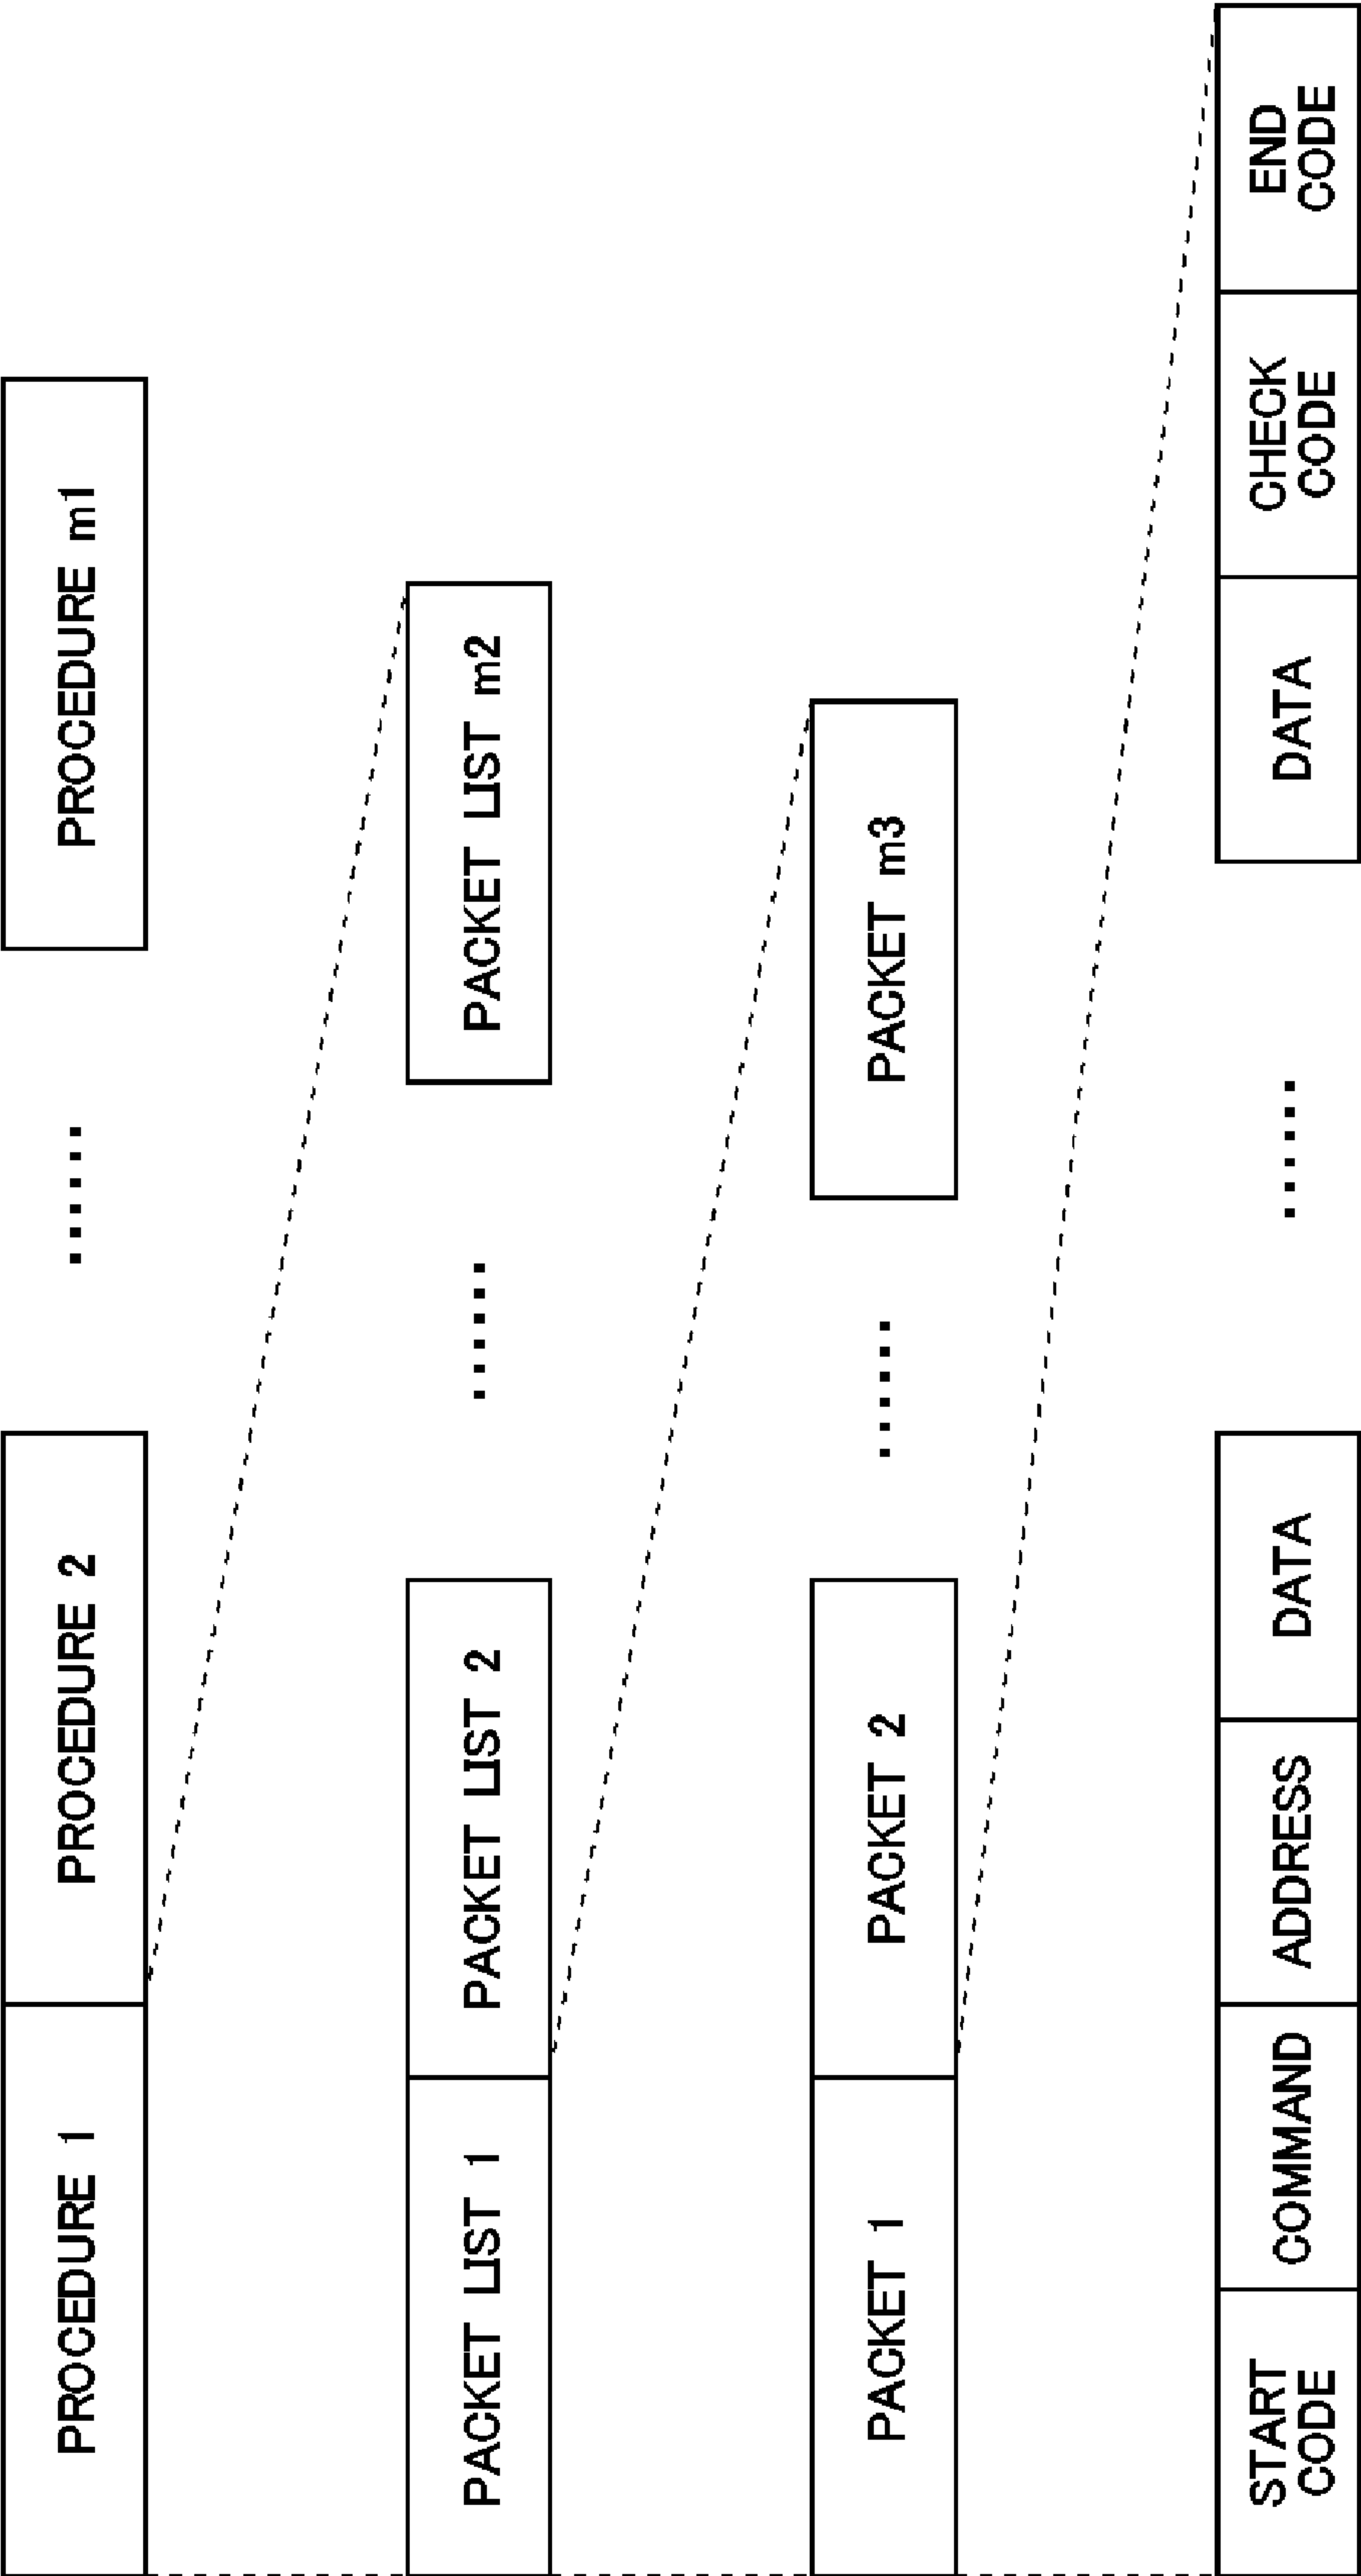 PROCEDURE 1
PROCEDURE 2
......
PROCEDURE m1
PACKET LIST 1
PACKET LIST 2
......
PACKET LIST m2
PACKET 1
PACKET 2
......
PACKET m3
START
CODE
COMMAND
ADDRESS
DATA
......
DATA
CHECK
CODE
END
CODE